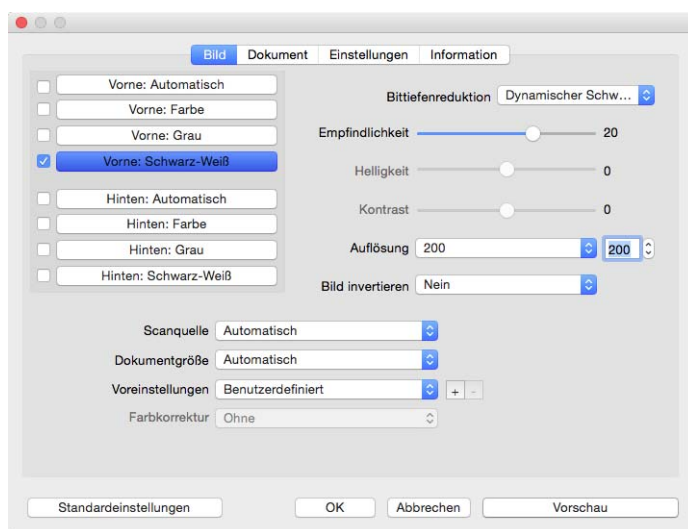 Bild Dokument Einstellungen Information
Vorne: Automatisch
Vorne: Farbe
Vorne: Grau
Vorne: Schwarz-Weiß
Hinten: Automatisch
Hinten: Farbe
Hinten: Grau
Hinten: Schwarz-Weiß
Bittiefenreduktion Dynamischer Schw...
Empfindlichkeit 20
Helligkeit 0
Kontrast 0
Auflösung 200 200
Bild invertieren Nein
Scanquelle Automatisch
Dokumentgröße Automatisch
Voreinstellungen Benutzerdefiniert + -
Farbkorrektur Ohne
Standardeinstellungen OK Abbrechen Vorschau